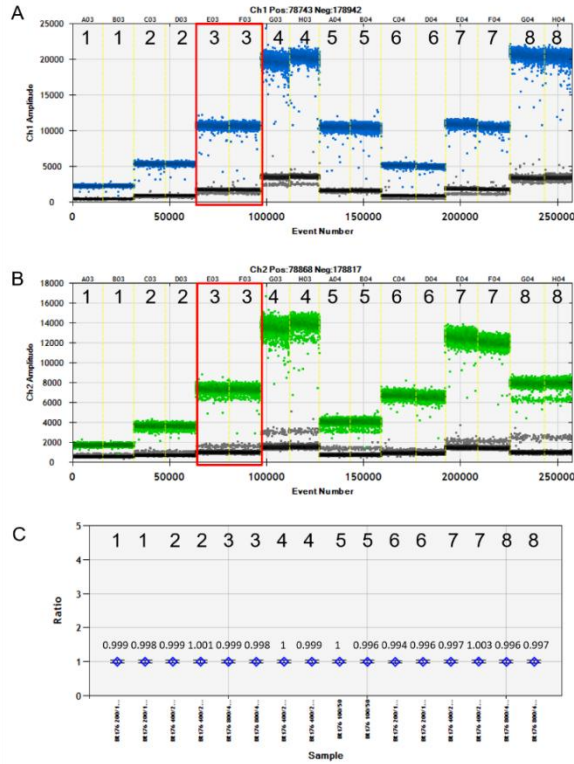 A
Ch1 Pos:78743 Neg:178942
A03 B03 C03 D03 E03 F03 G03 H03 A04 B04 C04 D04 E04 F04 G04 H04
1 1 2 2 3 3 4 4 5 5 6 6 7 7 8 8
25000
20000
15000
10000
5000
0
Ch1 Amplitude
0 50000 100000 150000 200000 250000
Event Number
B
Ch2 Pos:78868 Neg:178817
A03 B03 C03 D03 E03 F03 G03 H03 A04 B04 C04 D04 E04 F04 G04 H04
1 1 2 2 3 3 4 4 5 5 6 6 7 7 8 8
18000
16000
14000
12000
10000
8000
6000
4000
2000
0
Ch2 Amplitude
0 50000 100000 150000 200000 250000
Event Number
C
1 1 2 2 3 3 4 4 5 5 6 6 7 7 8 8
5
4
3
2
1
0
Ratio
0.999 0.998 0.999 1.001 0.999 0.998 1 0.999 1 0.996 0.994 0.996 0.997 1.003 0.996 0.997
Sample